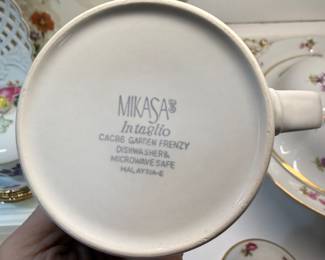 MIKASA
Intaglio
CAC86 GARDEN FRENZY
DISHWASHER &
MICROWAVE SAFE
MALAYSIA-E